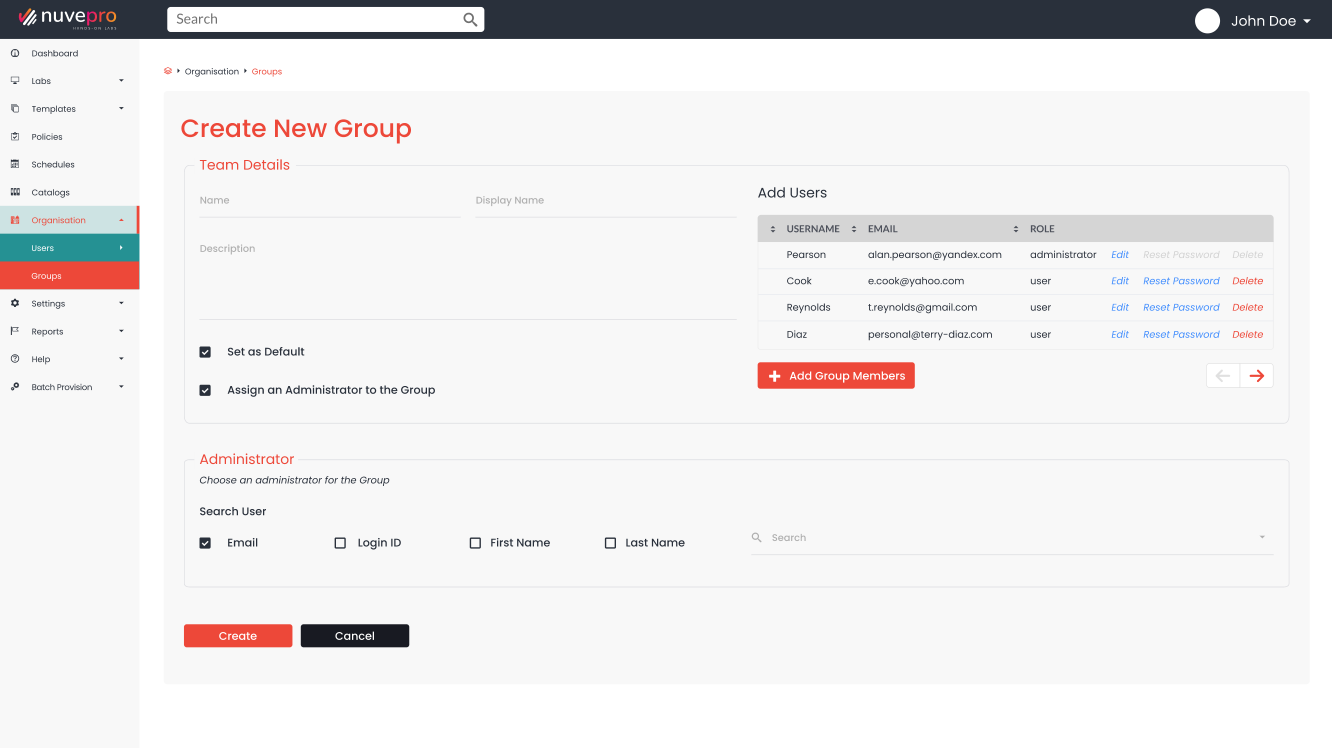 nuvepro
HANDS-ON LABS
Search
John Doe
Dashboard
Labs
Templates
Policies
Schedules
Catalogs
Organisation
Users
Groups
Settings
Reports
Help
Batch Provision
Organisation Groups
Create New Group
Team Details
Name Display Name
Description
Set as Default
Assign an Administrator to the Group
Add Users
USERNAME EMAIL ROLE
Pearson alan.pearson@yandex.com administrator Edit Reset Password Delete
Cook e.cook@yahoo.com user Edit Reset Password Delete
Reynolds t.reynolds@gmail.com user Edit Reset Password Delete
Diaz personal@terry-diaz.com user Edit Reset Password Delete
Add Group Members
Administrator
Choose an administrator for the Group
Search User
Email Login ID First Name Last Name
Search
Create Cancel